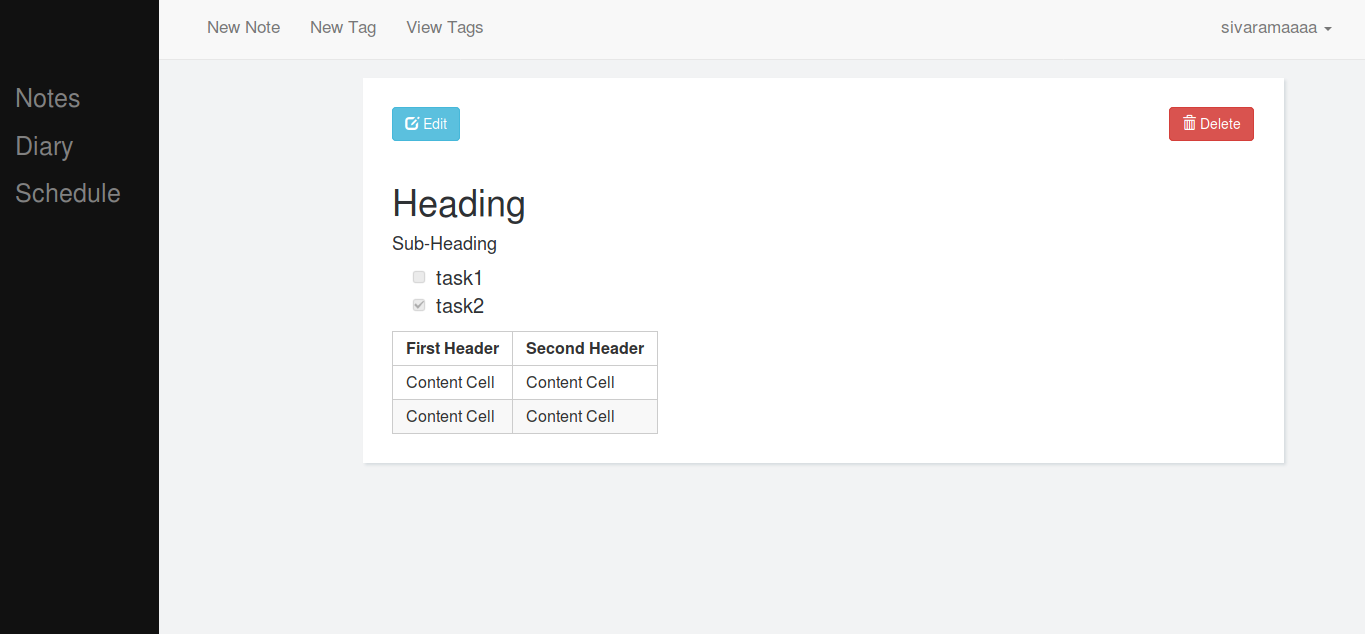 New Note New Tag View Tags sivaramaaaa
Notes
Diary
Schedule
Edit Delete
Heading
Sub-Heading
task1
task2
First Header Second Header
Content Cell Content Cell
Content Cell Content Cell